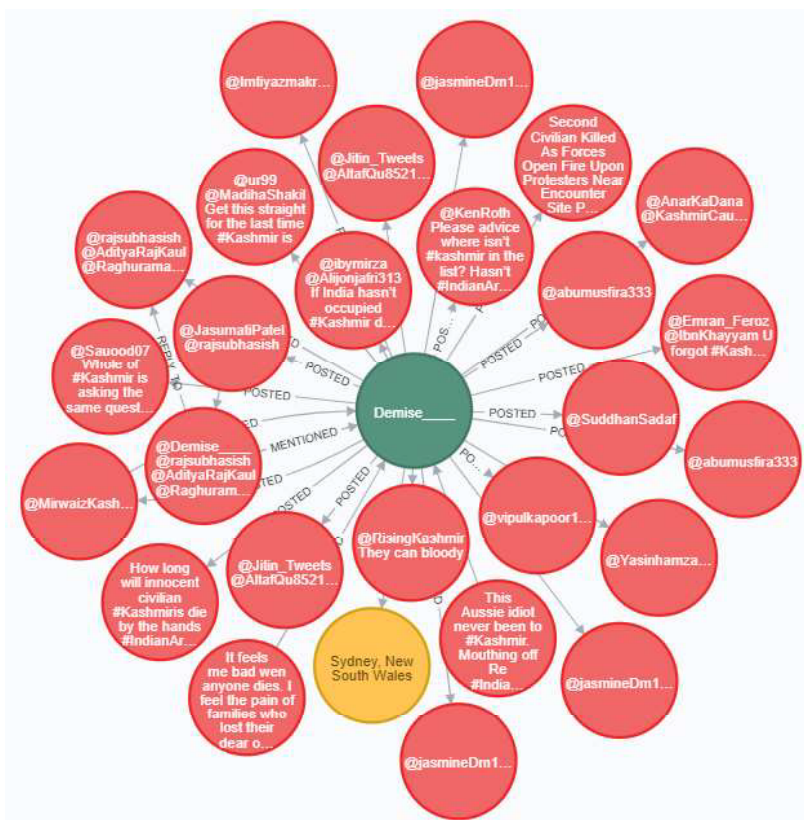 @Imfiyazmakr...
@jasmineDm1...
Second
Civilian Killed
As Forces
Open Fire Upon
Protesters Near
Encounter
Site P...
@Jitin_Tweets
@AltafQu8521...
@ur99
@MadihaShakil
Get this straight
for the last time
#Kashmir is
@KenRoth
Please advice
where isn't
#kashmir in the
list? Hasn't
#IndianAr...
@AnarKaDana
@KashmirCau...
@rajsubhasish
@AdityaRajKaul
@Raghurama...
@ibymirza
@Alijonjafri313
If India hasn't
occupied
#Kashmir d...
@abumusfira333
@JasumatiPatel
@rajsubhasish
@Emran_Feroz
@IbnKhayyam U
forgot #Kash...
@Sauood07
Whole of
#Kashmir is
asking the
same quest...
REPLY_TO
POS...
POSTED
POSTED
POSTED
POSTED
POSTED
Demise____
@SuddhanSadaf
POSTED
MENTIONED
@Demise____
@rajsubhasish
@AdityaRajKaul
@Raghuram...
@abumusfira333
@MirwaizKash...
POSTED
POSTED
PO...
@vipulkapoor1...
@RisingKashmir
They can bloody
@Yasinhamza...
@Jitin_Tweets
@AltafQu8521...
How long
will innocent
civilian
#Kashmiris die
by the hands
#IndianAr...
This
Aussie idiot
never been to
#Kashmir.
Mouthing off
Re
#India...
Sydney, New
South Wales
It feels
me bad wen
anyone dies. I
feel the pain of
families who
lost their
dear o...
@jasmineDm1...
@jasmineDm1...